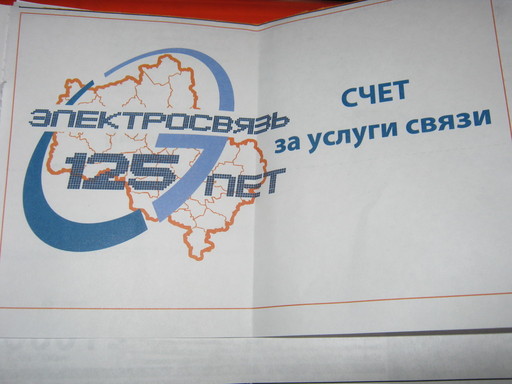 ЭЛЕКТРОСВЯЗЬ
125 ЛЕТ
СЧЕТ
за услуги связи